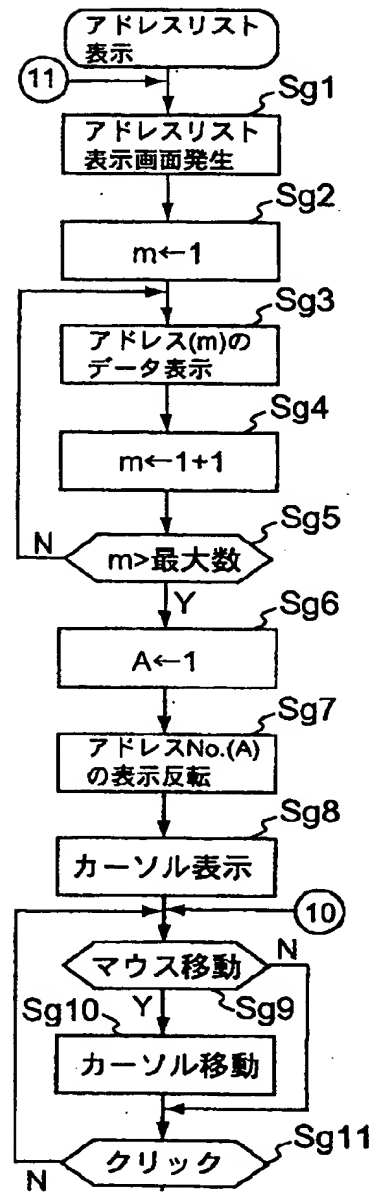 アドレスリスト
表示
11
Sg1
アドレスリスト
表示画面発生
Sg2
m←1
Sg3
アドレス(m)の
データ表示
Sg4
m←1+1
Sg5
N
m>最大数
Y
Sg6
A←1
Sg7
アドレスNo.(A)
の表示反転
Sg8
カーソル表示
10
マウス移動
N
Sg10
Y
Sg9
カーソル移動
Sg11
クリック
N